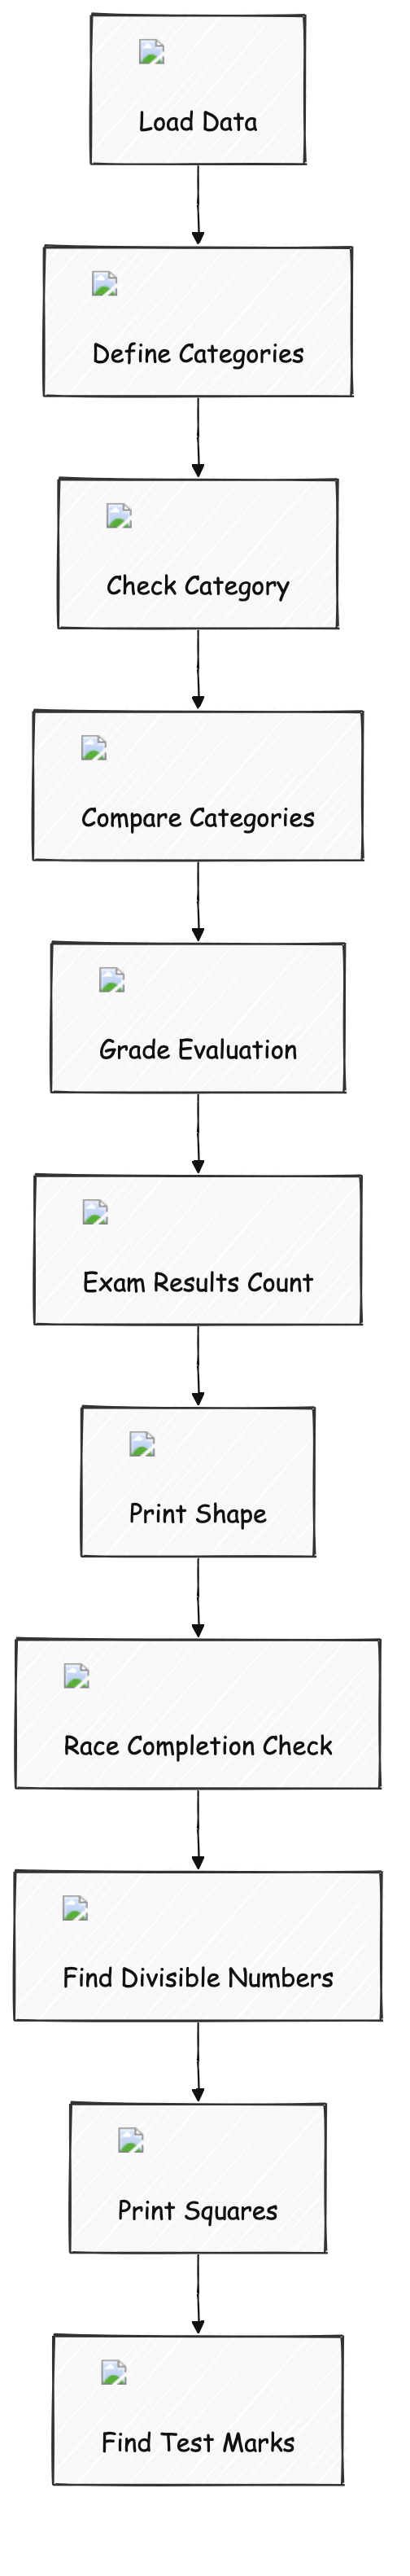 Load Data
Define Categories
Check Category
Compare Categories
Grade Evaluation
Exam Results Count
Print Shape
Race Completion Check
Find Divisible Numbers
Print Squares
Find Test Marks